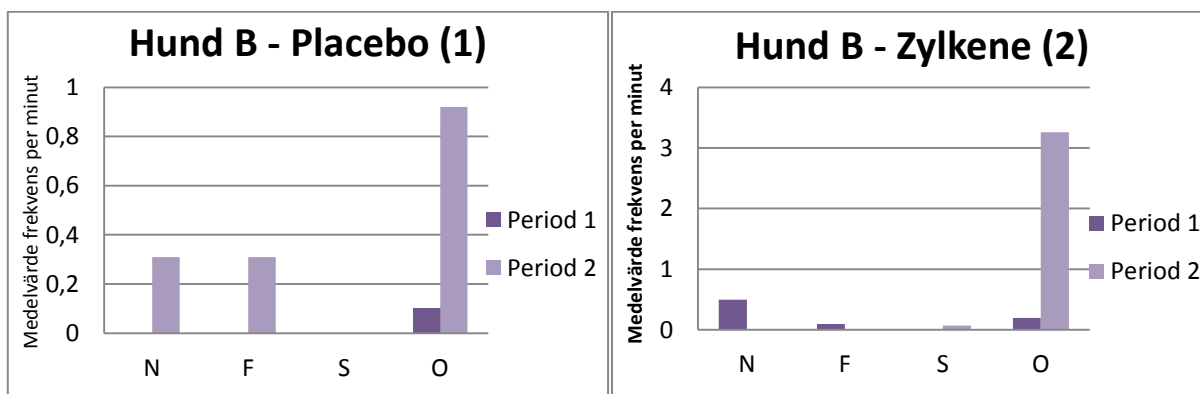 Hund B - Placebo (1)
Medelvärde frekvens per minut
1
0,8
0,6
0,4
0,2
0
N F S O
Period 1
Period 2
Hund B - Zylkene (2)
Medelvärde frekvens per minut
4
3
2
1
0
N F S O
Period 1
Period 2